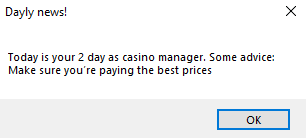 Dayly news!
Today is your 2 day as casino manager. Some advice:
Make sure you're paying the best prices
OK